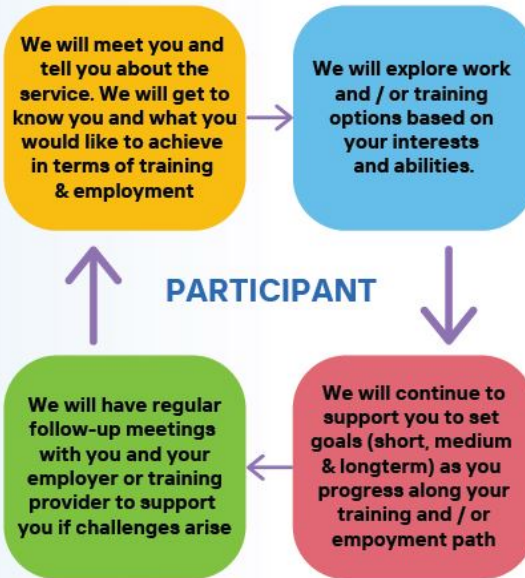 We will meet you and
tell you about the
service. We will get to
know you and what you
would like to achieve
in terms of training
& employment
We will explore work
and / or training
options based on
your interests
and abilities.
PARTICIPANT
We will have regular
follow-up meetings
with you and your
employer or training
provider to support
you if challenges arise
We will continue to
support you to set
goals (short, medium
& longterm) as you
progress along your
training and / or
empoyment path